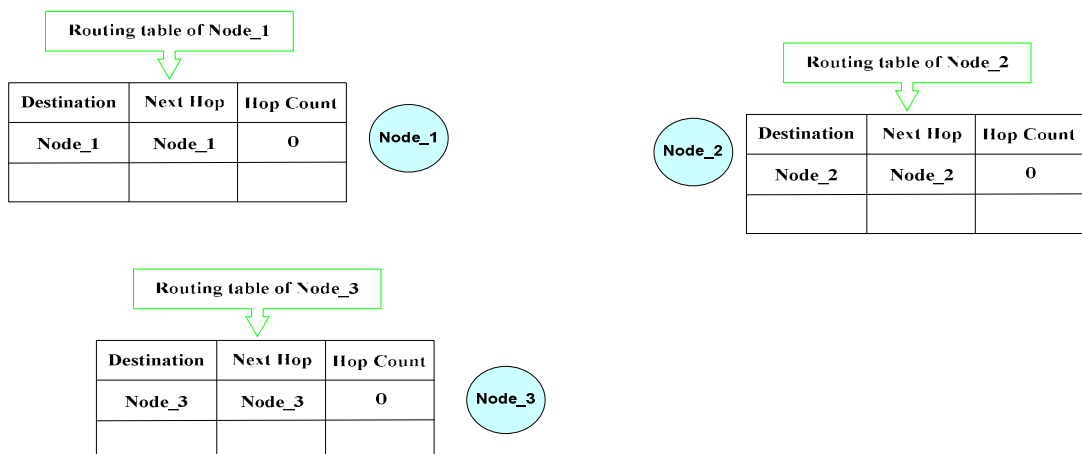 Routing table of Node_1
Destination Next Hop Hop Count
Node_1 Node_1 0
Node_1
Routing table of Node_2
Node_2
Destination Next Hop Hop Count
Node_2 Node_2 0
Routing table of Node_3
Destination Next Hop Hop Count
Node_3 Node_3 0
Node_3